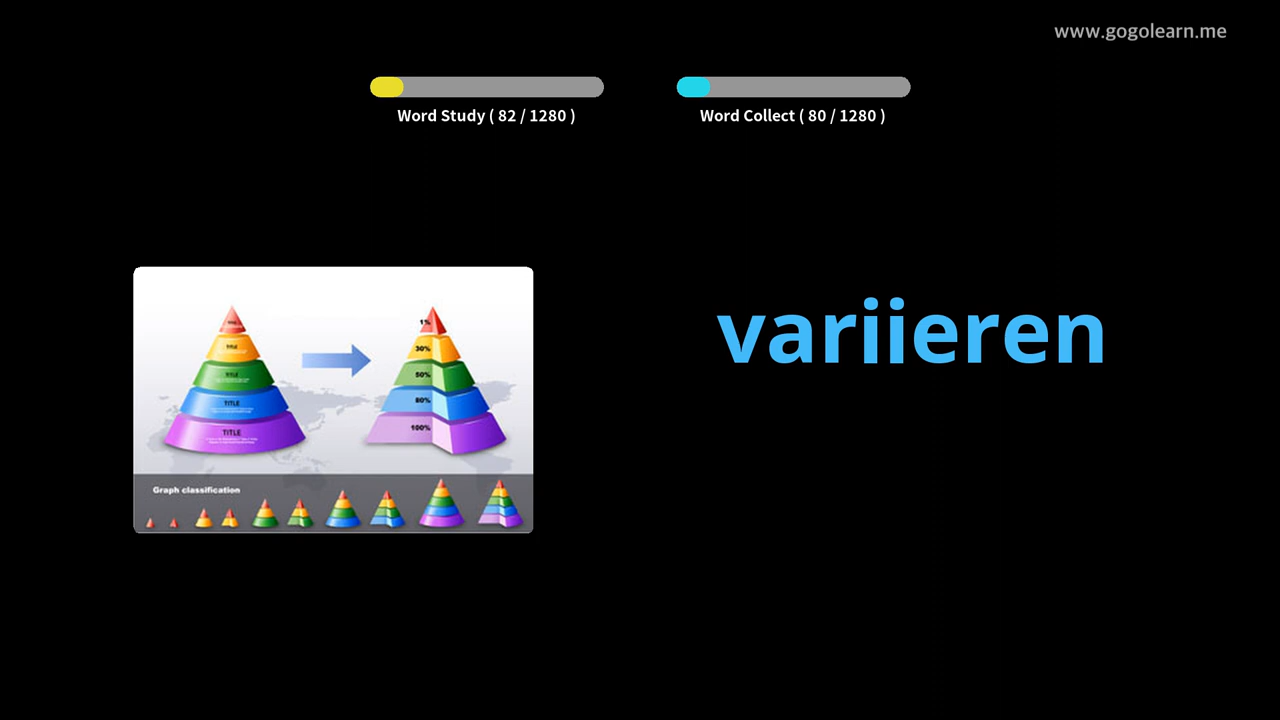 www.gogolearn.me
Word Study ( 82 / 1280 )
Word Collect ( 80 / 1280 )
variieren
TITLE
TITLE
TITLE
TITLE
1%
30%
50%
80%
100%
Graph classification